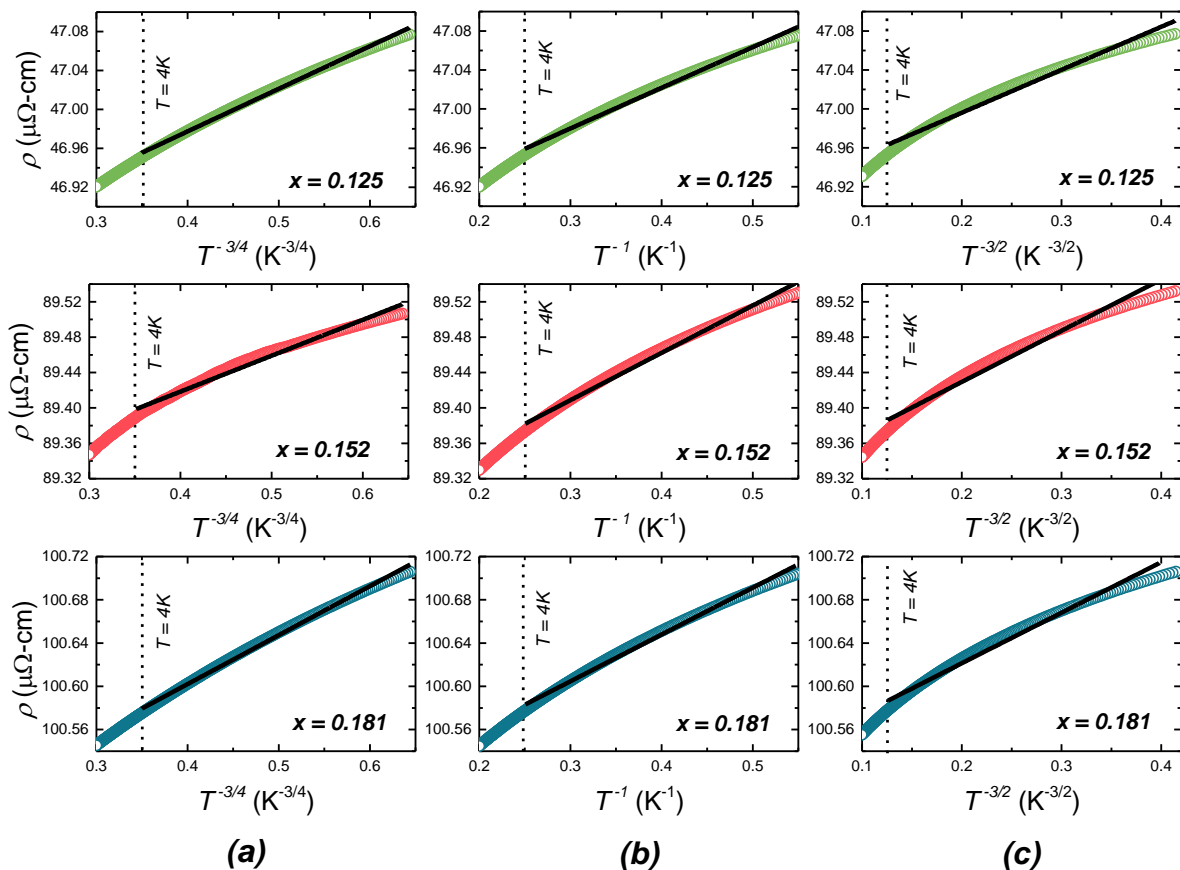 47.08
47.04
47.00
46.96
46.92
ρ (μΩ-cm)
T = 4K
x = 0.125
0.3 0.4 0.5 0.6
T^{-3/4} (K^{-3/4})
47.08
47.04
47.00
46.96
46.92
T = 4K
x = 0.125
0.2 0.3 0.4 0.5
T^{-1} (K^{-1})
47.08
47.04
47.00
46.96
46.92
T = 4K
x = 0.125
0.1 0.2 0.3 0.4
T^{-3/2} (K^{-3/2})
89.52
89.48
89.44
89.40
89.36
89.32
ρ (μΩ-cm)
T = 4K
x = 0.152
0.3 0.4 0.5 0.6
T^{-3/4} (K^{-3/4})
89.52
89.48
89.44
89.40
89.36
89.32
T = 4K
x = 0.152
0.2 0.3 0.4 0.5
T^{-1} (K^{-1})
89.52
89.48
89.44
89.40
89.36
89.32
T = 4K
x = 0.152
0.1 0.2 0.3 0.4
T^{-3/2} (K^{-3/2})
100.72
100.68
100.64
100.60
100.56
ρ (μΩ-cm)
T = 4K
x = 0.181
0.3 0.4 0.5 0.6
T^{-3/4} (K^{-3/4})
100.72
100.68
100.64
100.60
100.56
T = 4K
x = 0.181
0.2 0.3 0.4 0.5
T^{-1} (K^{-1})
100.72
100.68
100.64
100.60
100.56
T = 4K
x = 0.181
0.1 0.2 0.3 0.4
T^{-3/2} (K^{-3/2})
(a) (b) (c)